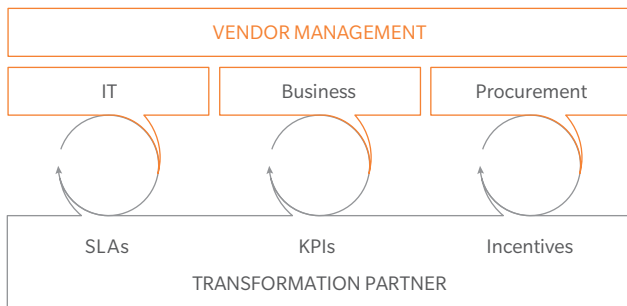 VENDOR MANAGEMENT
IT Business Procurement
SLAs KPIs Incentives
TRANSFORMATION PARTNER